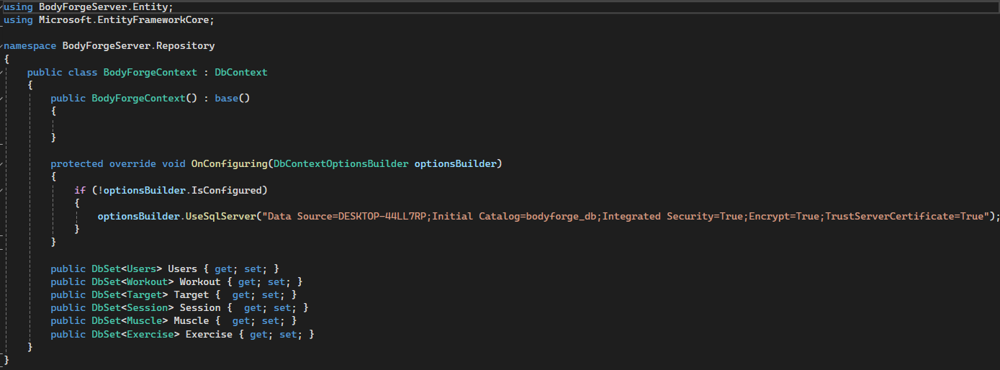 using BodyForgeServer.Entity;
using Microsoft.EntityFrameworkCore;
namespace BodyForgeServer.Repository
{
public class BodyForgeContext : DbContext
{
public BodyForgeContext() : base()
{
}
protected override void OnConfiguring(DbContextOptionsBuilder optionsBuilder)
{
if (!optionsBuilder.IsConfigured)
{
optionsBuilder.UseSqlServer("Data Source=DESKTOP-44LL7RP;Initial Catalog=bodyforge_db;Integrated Security=True;Encrypt=True;TrustServerCertificate=True");
}
}
public DbSet<Users> Users { get; set; }
public DbSet<Workout> Workout { get; set; }
public DbSet<Target> Target {  get; set; }
public DbSet<Session> Session {  get; set; }
public DbSet<Muscle> Muscle {  get; set; }
public DbSet<Exercise> Exercise { get; set; }
}
}